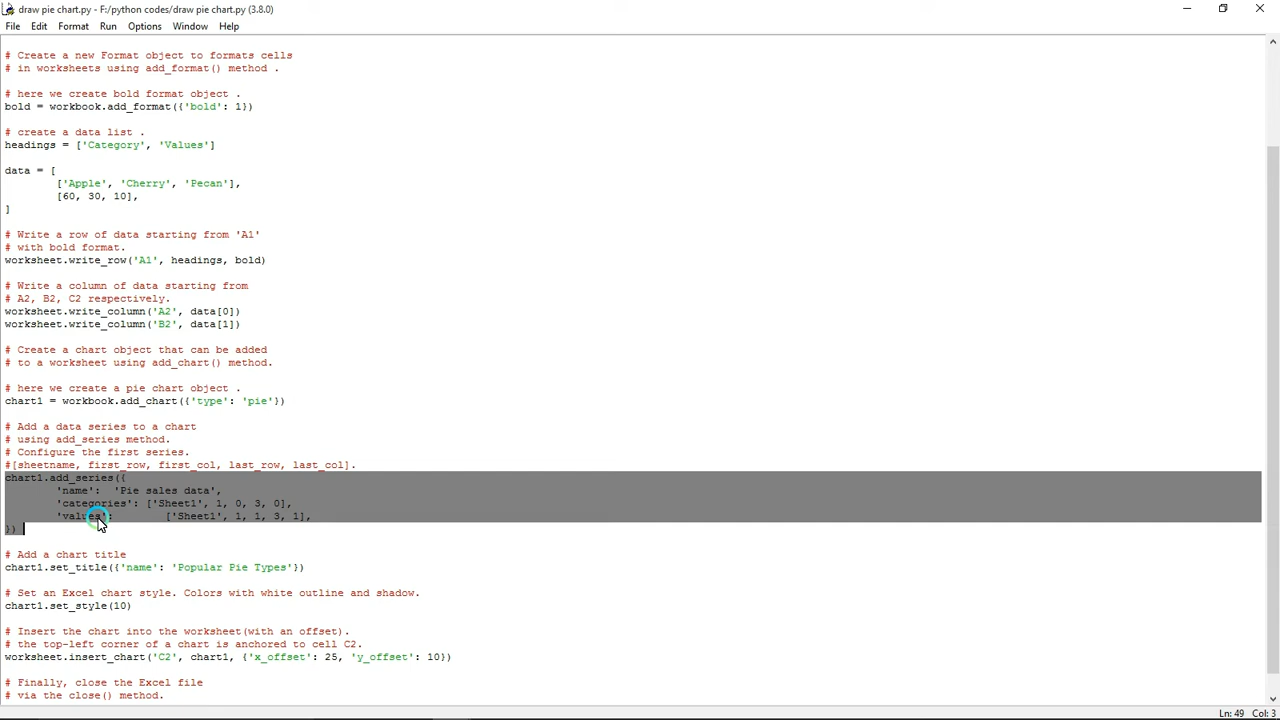 draw pie chart.py - F:/python codes/draw pie chart.py (3.8.0)
File Edit Format Run Options Window Help
# Create a new Format object to formats cells
# in worksheets using add_format() method .
# here we create bold format object .
bold = workbook.add_format({'bold': 1})
# create a data list .
headings = ['Category', 'Values']
data = [
['Apple', 'Cherry', 'Pecan'],
[60, 30, 10],
]
# Write a row of data starting from 'A1'
# with bold format.
worksheet.write_row('A1', headings, bold)
# Write a column of data starting from
# A2, B2, C2 respectively.
worksheet.write_column('A2', data[0])
worksheet.write_column('B2', data[1])
# Create a chart object that can be added
# to a worksheet using add_chart() method.
# here we create a pie chart object .
chart1 = workbook.add_chart({'type': 'pie'})
# Add a data series to a chart
# using add_series method.
# Configure the first series.
#[sheetname, first_row, first_col, last_row, last_col].
chart1.add_series({
'name': 'Pie sales data',
'categories': ['Sheet1', 1, 0, 3, 0],
'values': ['Sheet1', 1, 1, 3, 1],
})
# Add a chart title
chart1.set_title({'name': 'Popular Pie Types'})
# Set an Excel chart style. Colors with white outline and shadow.
chart1.set_style(10)
# Insert the chart into the worksheet(with an offset).
# the top-left corner of a chart is anchored to cell C2.
worksheet.insert_chart('C2', chart1, {'x_offset': 25, 'y_offset': 10})
# Finally, close the Excel file
# via the close() method.
Ln: 49 Col: 3